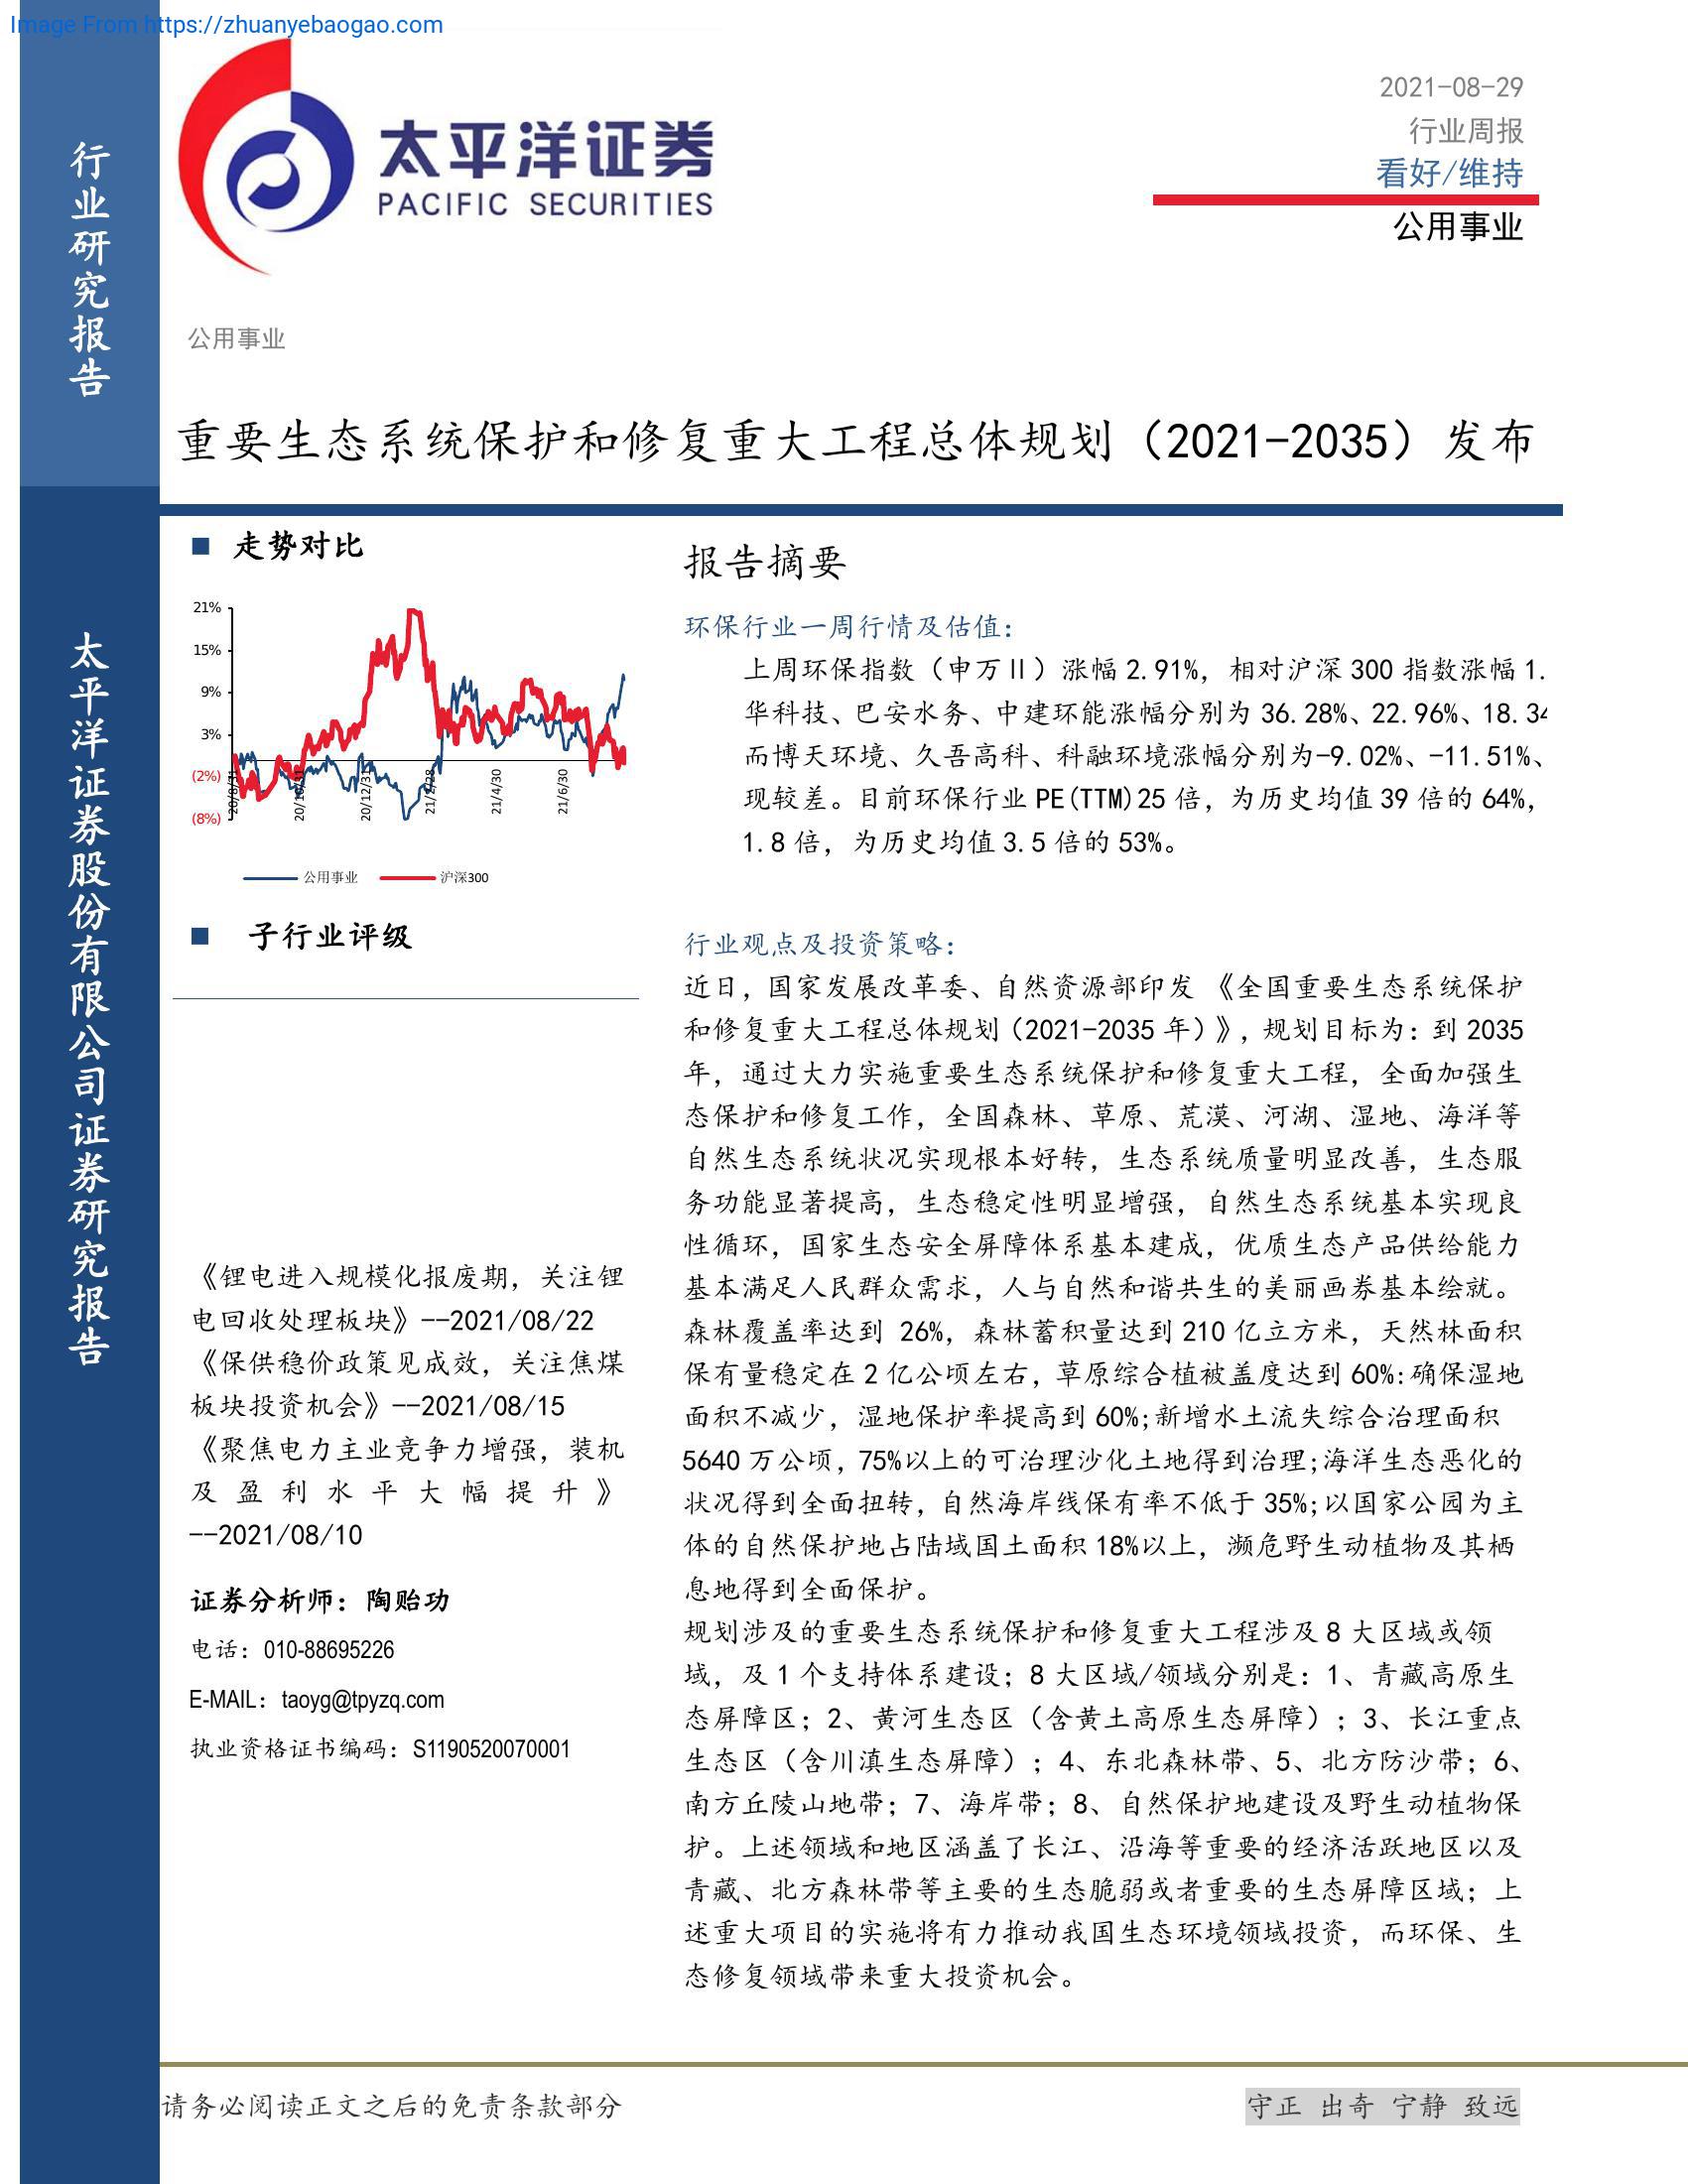 Image From https://zhuanyebaogao.com
行业研究报告
太平洋证券股份有限公司证券研究报告
太平洋证券
PACIFIC SECURITIES
2021-08-29
行业周报
看好/维持
公用事业
公用事业
重要生态系统保护和修复重大工程总体规划（2021-2035）发布
■ 走势对比
21%
15%
9%
3%
(2%)
(8%)
20/8/31
20/10/31
20/12/31
21/2/28
21/4/30
21/6/30
公用事业 沪深300
■ 子行业评级
《锂电进入规模化报废期，关注锂
电回收处理板块》--2021/08/22
《保供稳价政策见成效，关注焦煤
板块投资机会》--2021/08/15
《聚焦电力主业竞争力增强，装机
及盈利水平大幅提升》
--2021/08/10
证券分析师：陶贻功
电话：010-88695226
E-MAIL：taoyg@tpyzq.com
执业资格证书编码：S1190520070001
报告摘要
环保行业一周行情及估值：
上周环保指数（申万Ⅱ）涨幅 2.91%，相对沪深 300 指数涨幅 1.
华科技、巴安水务、中建环能涨幅分别为 36.28%、22.96%、18.34
而博天环境、久吾高科、科融环境涨幅分别为-9.02%、-11.51%、
现较差。目前环保行业 PE(TTM)25 倍，为历史均值 39 倍的 64%，
1.8 倍，为历史均值 3.5 倍的 53%。
行业观点及投资策略：
近日，国家发展改革委、自然资源部印发 《全国重要生态系统保护
和修复重大工程总体规划（2021-2035 年）》，规划目标为：到 2035
年，通过大力实施重要生态系统保护和修复重大工程，全面加强生
态保护和修复工作，全国森林、草原、荒漠、河湖、湿地、海洋等
自然生态系统状况实现根本好转，生态系统质量明显改善，生态服
务功能显著提高，生态稳定性明显增强，自然生态系统基本实现良
性循环，国家生态安全屏障体系基本建成，优质生态产品供给能力
基本满足人民群众需求，人与自然和谐共生的美丽画券基本绘就。
森林覆盖率达到 26%，森林蓄积量达到 210 亿立方米，天然林面积
保有量稳定在 2 亿公顷左右，草原综合植被盖度达到 60%:确保湿地
面积不减少，湿地保护率提高到 60%;新增水土流失综合治理面积
5640 万公顷，75%以上的可治理沙化土地得到治理;海洋生态恶化的
状况得到全面扭转，自然海岸线保有率不低于 35%;以国家公园为主
体的自然保护地占陆域国土面积 18%以上，濒危野生动植物及其栖
息地得到全面保护。
规划涉及的重要生态系统保护和修复重大工程涉及 8 大区域或领
域，及 1 个支持体系建设；8 大区域/领域分别是：1、青藏高原生
态屏障区；2、黄河生态区（含黄土高原生态屏障）；3、长江重点
生态区（含川滇生态屏障）；4、东北森林带、5、北方防沙带；6、
南方丘陵山地带；7、海岸带；8、自然保护地建设及野生动植物保
护。上述领域和地区涵盖了长江、沿海等重要的经济活跃地区以及
青藏、北方森林带等主要的生态脆弱或者重要的生态屏障区域；上
述重大项目的实施将有力推动我国生态环境领域投资，而环保、生
态修复领域带来重大投资机会。
请务必阅读正文之后的免责条款部分
守正 出奇 宁静 致远